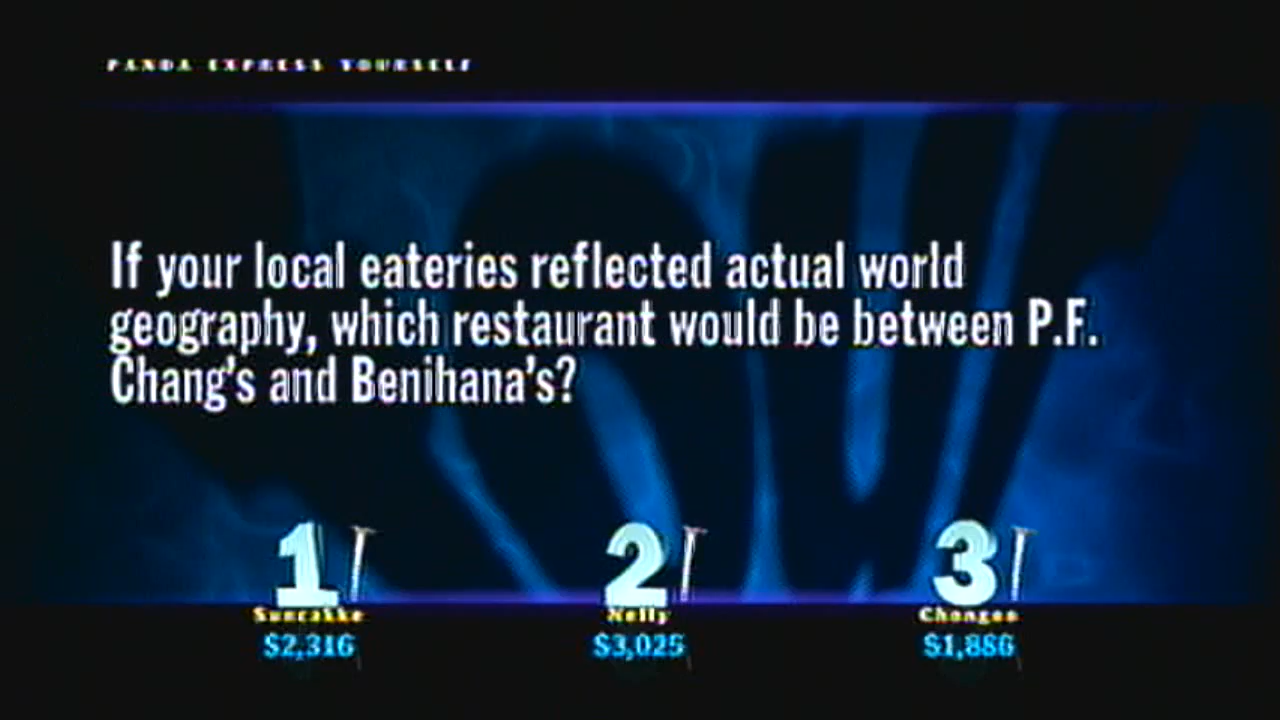 PANDA EXPRESS YOURSELF
If your local eateries reflected actual world
geography, which restaurant would be between P.F.
Chang's and Benihana's?
1 2 3
Nelly
$2,316 $3,025 $1,886